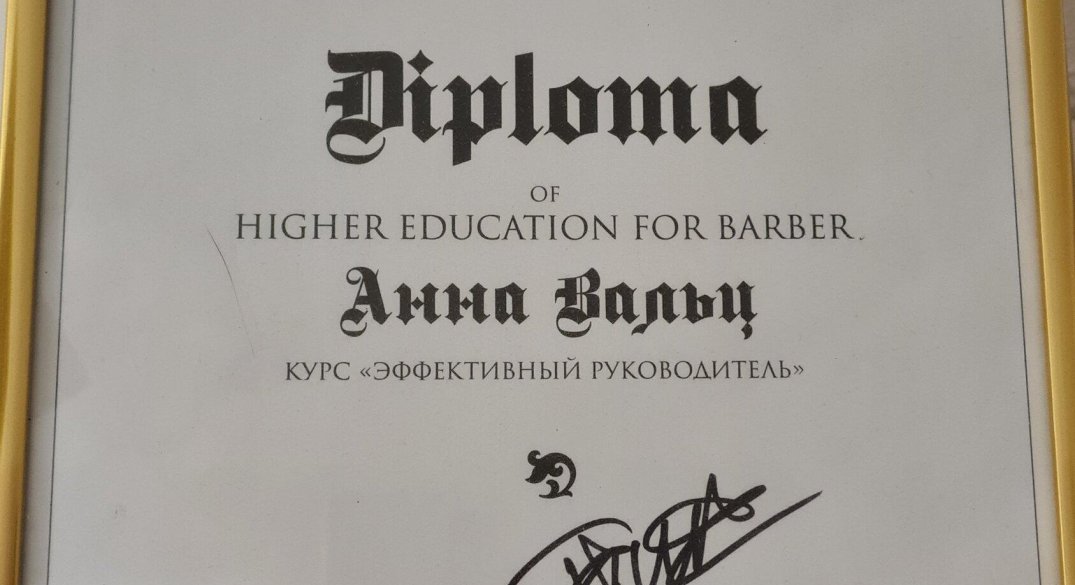 Diploma
OF
HIGHER EDUCATION FOR BARBER
Анна Вальц
КУРС «ЭФФЕКТИВНЫЙ РУКОВОДИТЕЛЬ»